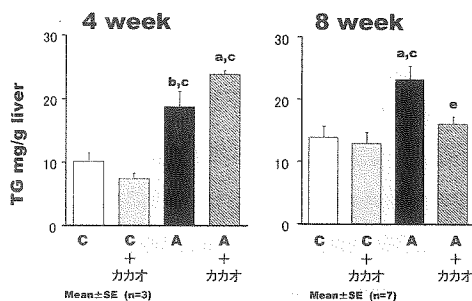 4 week
8 week
TG mg/g liver
30
20
10
0
b,c
a,c
C
C
+
カカオ
A
A
+
カカオ
Mean±SE (n=3)
30
20
10
0
a,c
e
C
C
+
カカオ
A
A
+
カカオ
Mean±SE (n=7)